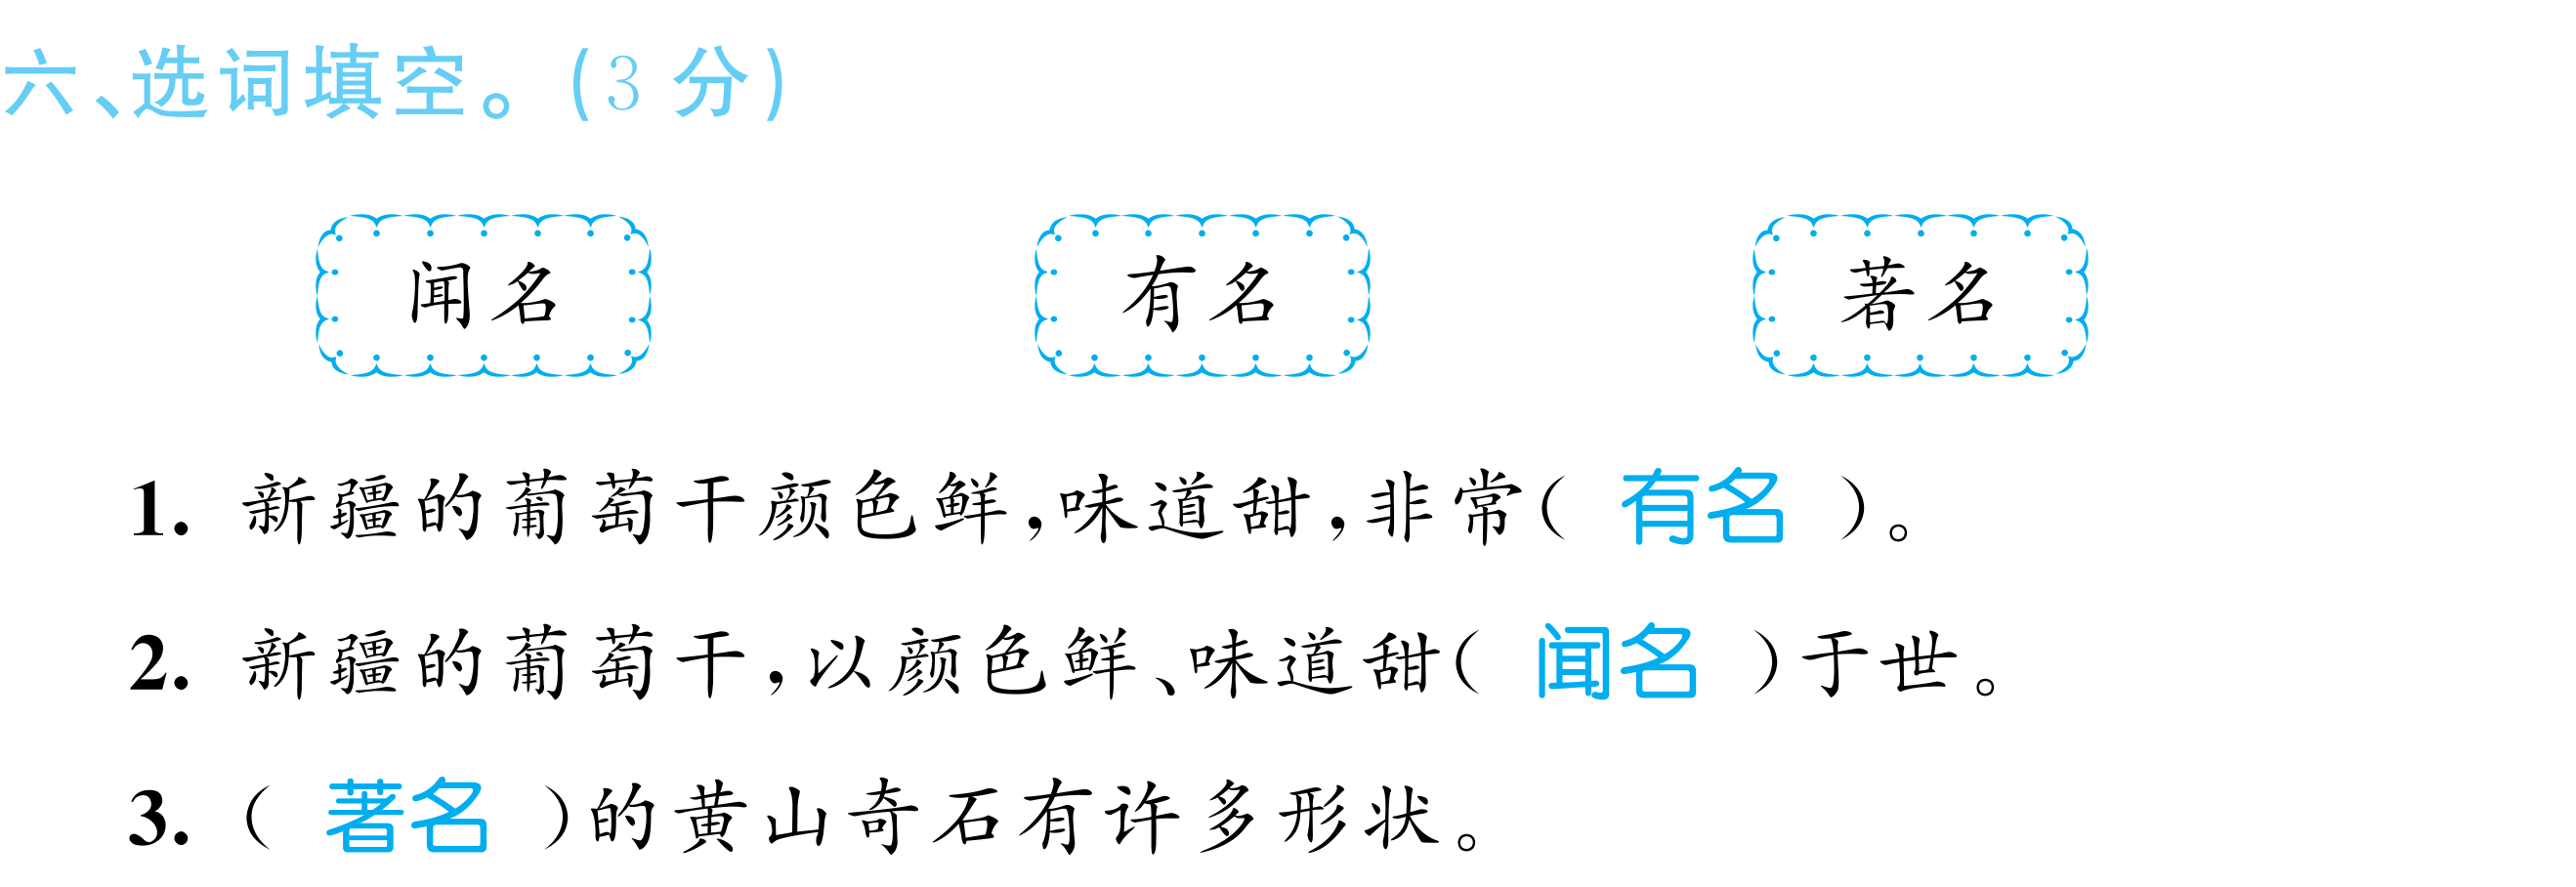 六、选词填空。(3 分)
闻名 有名 著名
1. 新疆的葡萄干颜色鲜,味道甜,非常( 有名 )。
2. 新疆的葡萄干,以颜色鲜、味道甜( 闻名 )于世。
3. ( 著名 )的黄山奇石有许多形状。